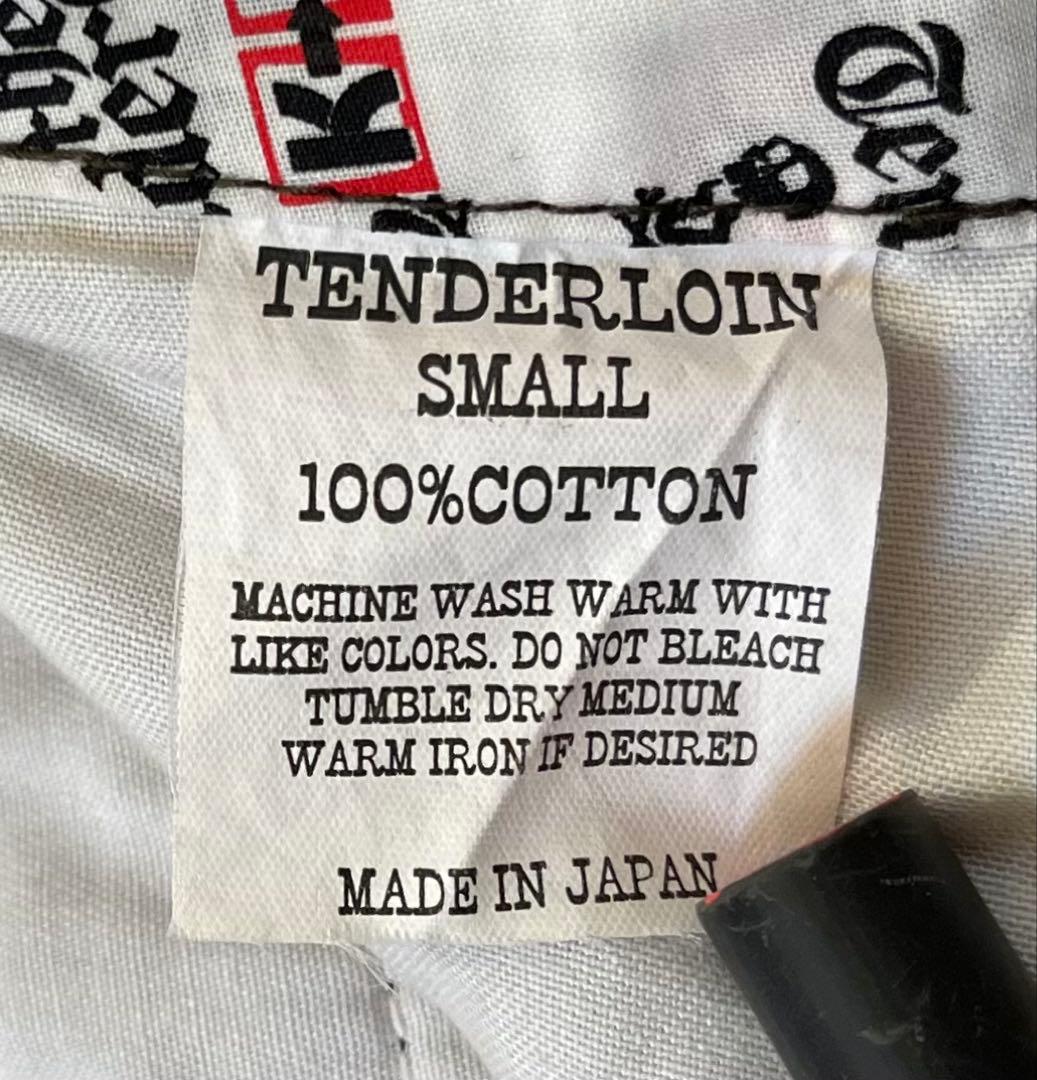 K
TENDERLOIN
SMALL
100%COTTON
MACHINE WASH WARM WITH
LIKE COLORS. DO NOT BLEACH
TUMBLE DRY MEDIUM
WARM IRON IF DESIRED
MADE IN JAPAN